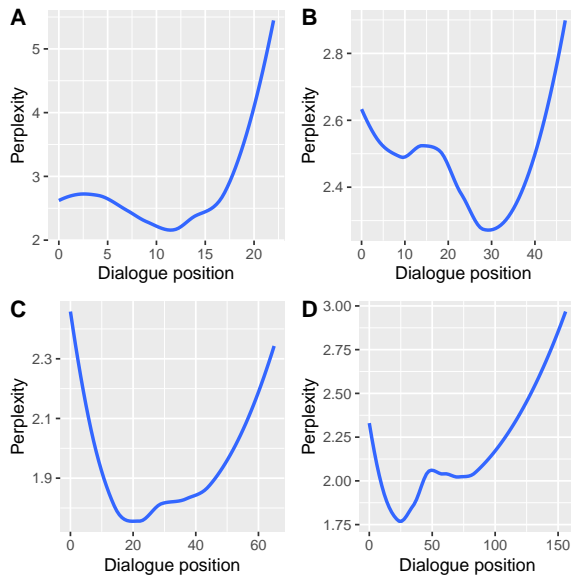 A
Perplexity
5
4
3
2
0
5
10
15
20
Dialogue position
B
Perplexity
2.8
2.6
2.4
0
10
20
30
40
Dialogue position
C
Perplexity
2.3
2.1
1.9
0
20
40
60
Dialogue position
D
Perplexity
3.00
2.75
2.50
2.25
2.00
1.75
0
50
100
150
Dialogue position